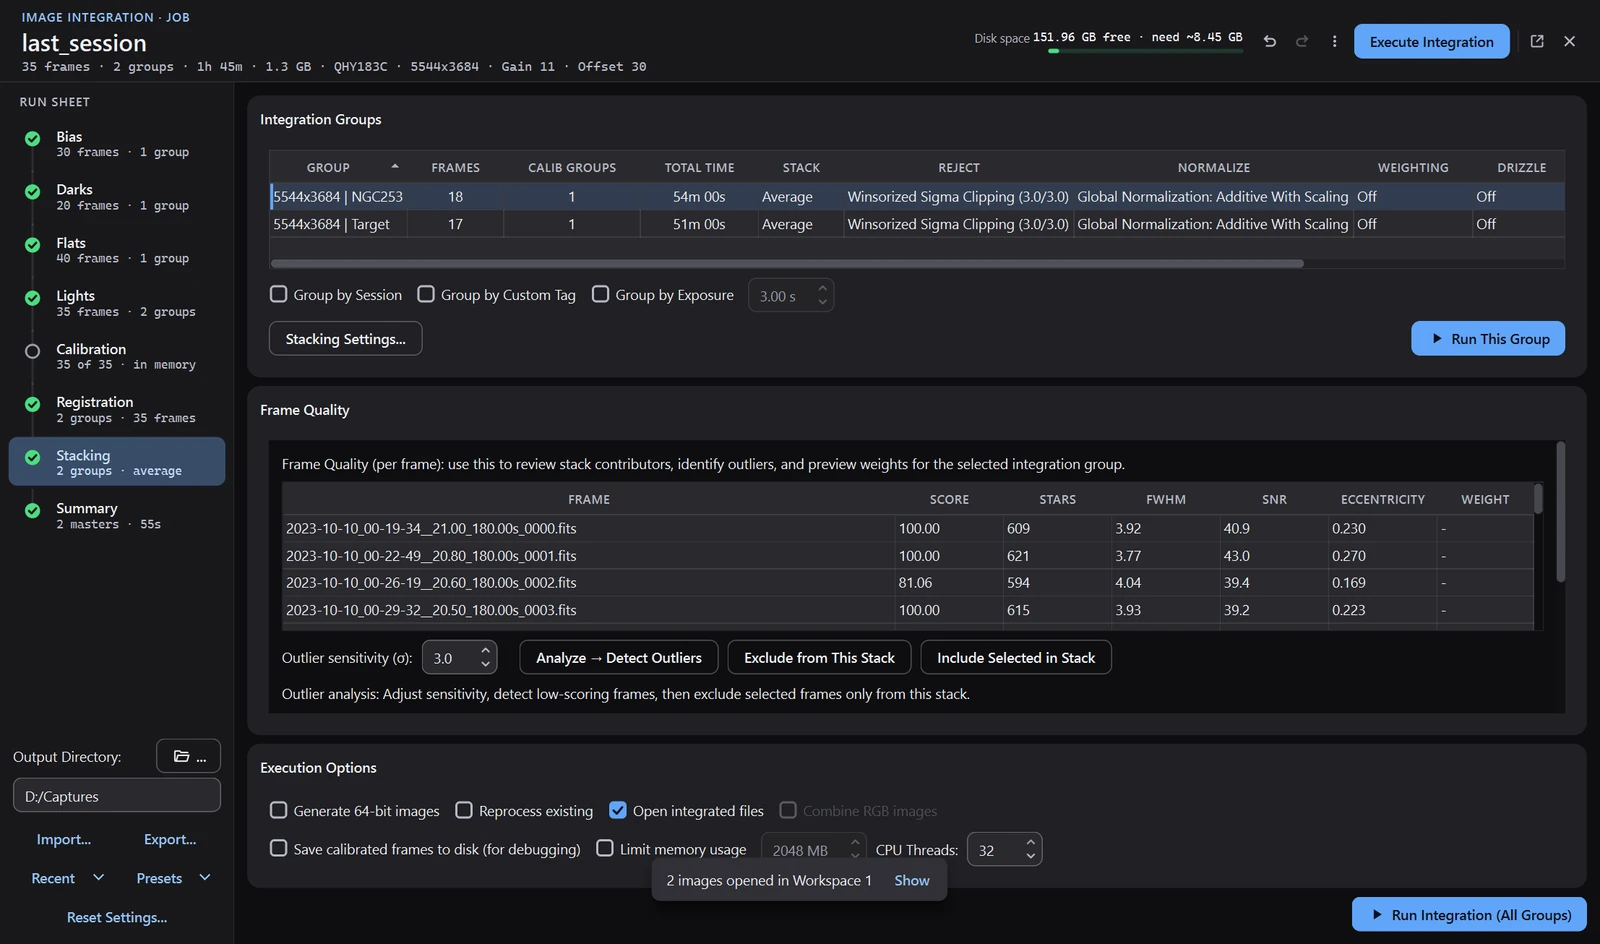 IMAGE INTEGRATION · JOB
last_session
35 frames · 2 groups · 1h 45m · 1.3 GB · QHY183C · 5544x3684 · Gain 11 · Offset 30
Disk space 151.96 GB free · need ~8.45 GB
Execute Integration
RUN SHEET
Bias
30 frames · 1 group
Darks
20 frames · 1 group
Flats
40 frames · 1 group
Lights
35 frames · 2 groups
Calibration
35 of 35 · in memory
Registration
2 groups · 35 frames
Stacking
2 groups · average
Summary
2 masters · 55s
Output Directory:
...
D:/Captures
Import... Export...
Recent Presets
Reset Settings...
Integration Groups
GROUP FRAMES CALIB GROUPS TOTAL TIME STACK REJECT NORMALIZE WEIGHTING DRIZZLE
5544x3684 | NGC253 18 1 54m 00s Average Winsorized Sigma Clipping (3.0/3.0) Global Normalization: Additive With Scaling Off Off
5544x3684 | Target 17 1 51m 00s Average Winsorized Sigma Clipping (3.0/3.0) Global Normalization: Additive With Scaling Off Off
Group by Session Group by Custom Tag Group by Exposure 3.00 s
Stacking Settings... Run This Group
Frame Quality
Frame Quality (per frame): use this to review stack contributors, identify outliers, and preview weights for the selected integration group.
FRAME SCORE STARS FWHM SNR ECCENTRICITY WEIGHT
2023-10-10_00-19-34__21.00_180.00s_0000.fits 100.00 609 3.92 40.9 0.230 -
2023-10-10_00-22-49__20.80_180.00s_0001.fits 100.00 621 3.77 43.0 0.270 -
2023-10-10_00-26-19__20.60_180.00s_0002.fits 81.06 594 4.04 39.4 0.169 -
2023-10-10_00-29-32__20.50_180.00s_0003.fits 100.00 615 3.93 39.2 0.223 -
Outlier sensitivity (σ): 3.0 Analyze → Detect Outliers Exclude from This Stack Include Selected in Stack
Outlier analysis: Adjust sensitivity, detect low-scoring frames, then exclude selected frames only from this stack.
Execution Options
Generate 64-bit images Reprocess existing Open integrated files Combine RGB images
Save calibrated frames to disk (for debugging) Limit memory usage 2048 MB CPU Threads: 32
2 images opened in Workspace 1 Show
Run Integration (All Groups)